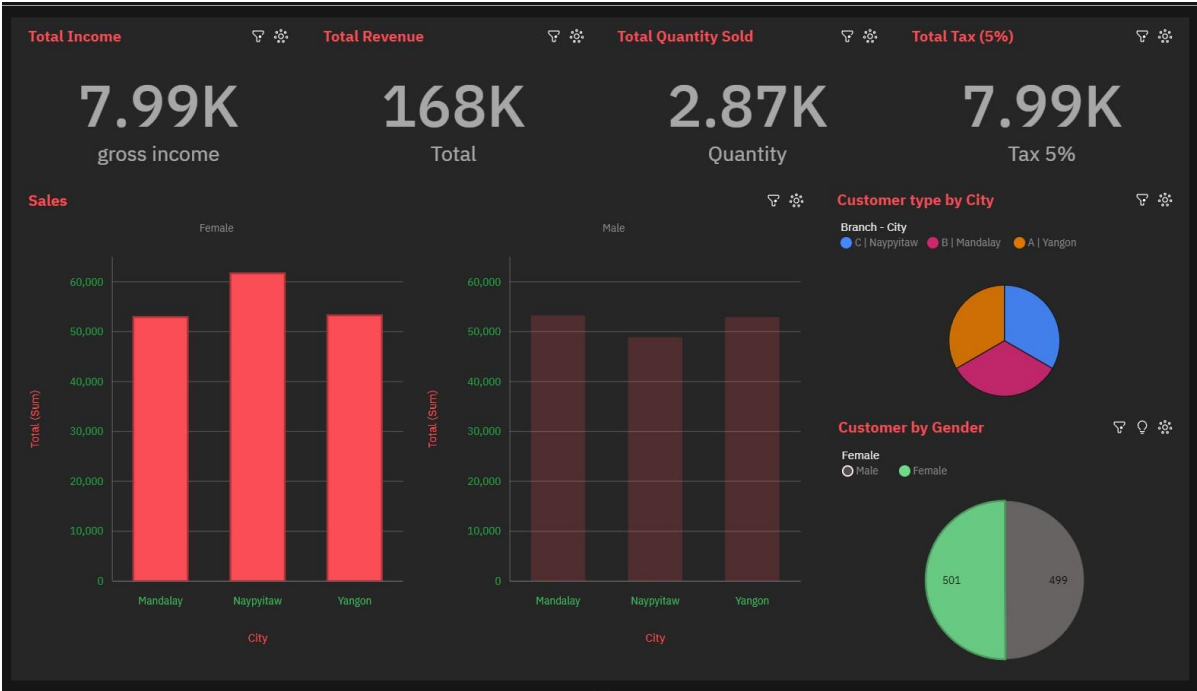 Total Income
Total Revenue
Total Quantity Sold
Total Tax (5%)
7.99K
gross income
168K
Total
2.87K
Quantity
7.99K
Tax 5%
Sales
Female
60,000
50,000
40,000
30,000
20,000
10,000
0
Total (Sum)
Mandalay
Naypyitaw
Yangon
City
Male
60,000
50,000
40,000
30,000
20,000
10,000
0
Total (Sum)
Mandalay
Naypyitaw
Yangon
City
Customer type by City
Branch - City
C | Naypyitaw
B | Mandalay
A | Yangon
Customer by Gender
Female
Male
Female
501
499